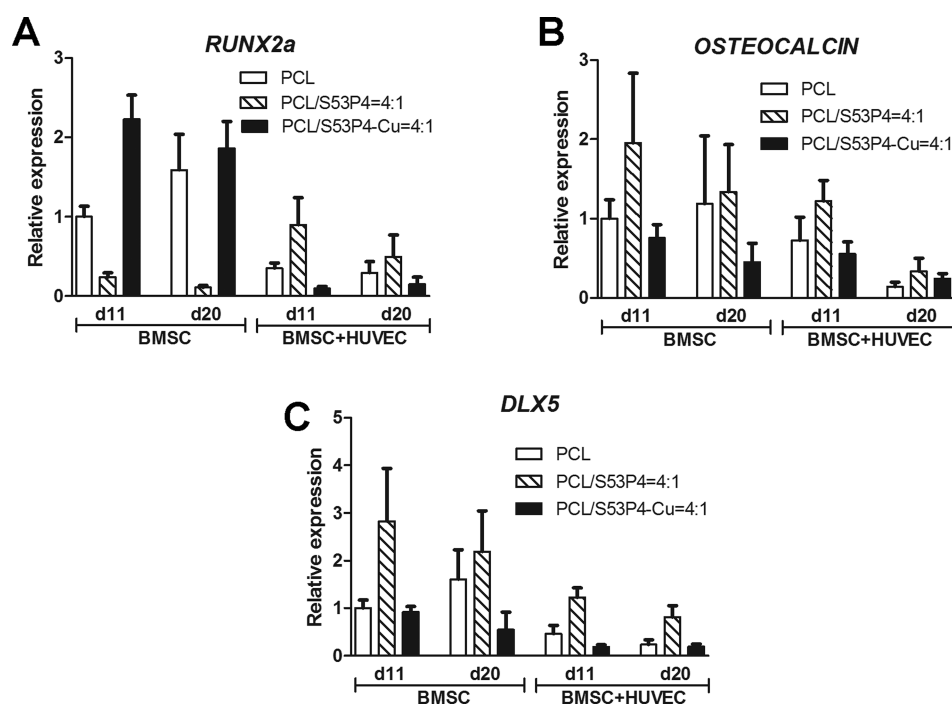 A
RUNX2a
Relative expression
3
2
1
0
PCL
PCL/S53P4=4:1
PCL/S53P4-Cu=4:1
d11
d20
d11
d20
BMSC
BMSC+HUVEC
B
OSTEOCALCIN
Relative expression
3
2
1
0
PCL
PCL/S53P4=4:1
PCL/S53P4-Cu=4:1
d11
d20
d11
d20
BMSC
BMSC+HUVEC
C
DLX5
Relative expression
5
4
3
2
1
0
PCL
PCL/S53P4=4:1
PCL/S53P4-Cu=4:1
d11
d20
d11
d20
BMSC
BMSC+HUVEC